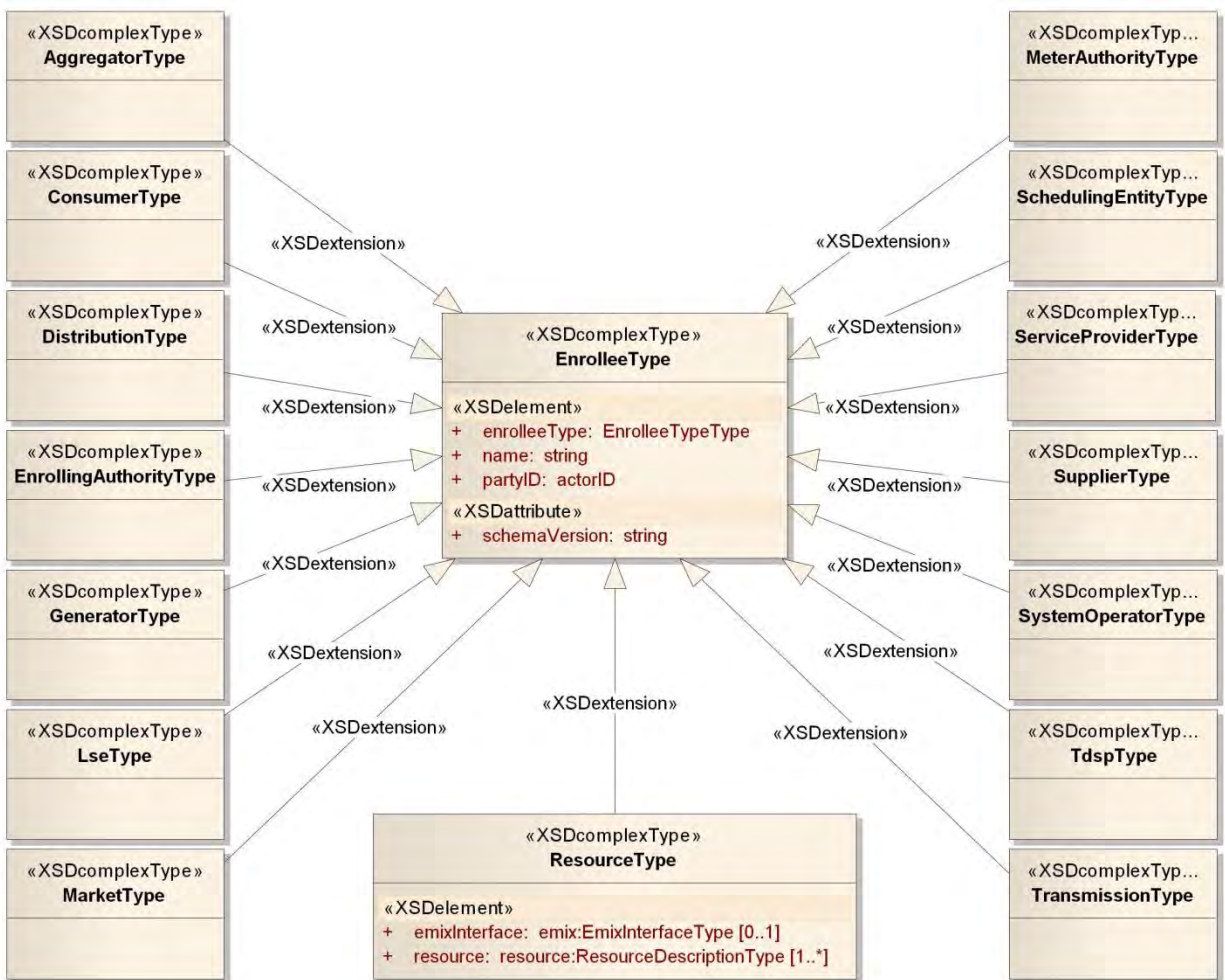 «XSDcomplexType»
AggregatorType
«XSDcomplexType»
ConsumerType
«XSDcomplexType»
DistributionType
«XSDcomplexType»
EnrollingAuthorityType
«XSDcomplexType»
GeneratorType
«XSDcomplexType»
LseType
«XSDcomplexType»
MarketType
«XSDextension»
«XSDextension»
«XSDextension»
«XSDextension»
«XSDextension»
«XSDextension»
«XSDextension»
«XSDcomplexType»
EnrolleeType
«XSDelement»
+ enrolleeType: EnrolleeTypeType
+ name: string
+ partyID: actorID
«XSDattribute»
+ schemaVersion: string
«XSDextension»
«XSDcomplexType»
ResourceType
«XSDelement»
+ emixInterface: emix:EmixInterfaceType [0..1]
+ resource: resource:ResourceDescriptionType [1..*]
«XSDextension»
«XSDextension»
«XSDextension»
«XSDextension»
«XSDextension»
«XSDextension»
«XSDextension»
«XSDcomplexTyp...
MeterAuthorityType
«XSDcomplexTyp...
SchedulingEntityType
«XSDcomplexTyp...
ServiceProviderType
«XSDcomplexTyp...
SupplierType
«XSDcomplexTyp...
SystemOperatorType
«XSDcomplexTyp...
TdspType
«XSDcomplexTyp...
TransmissionType